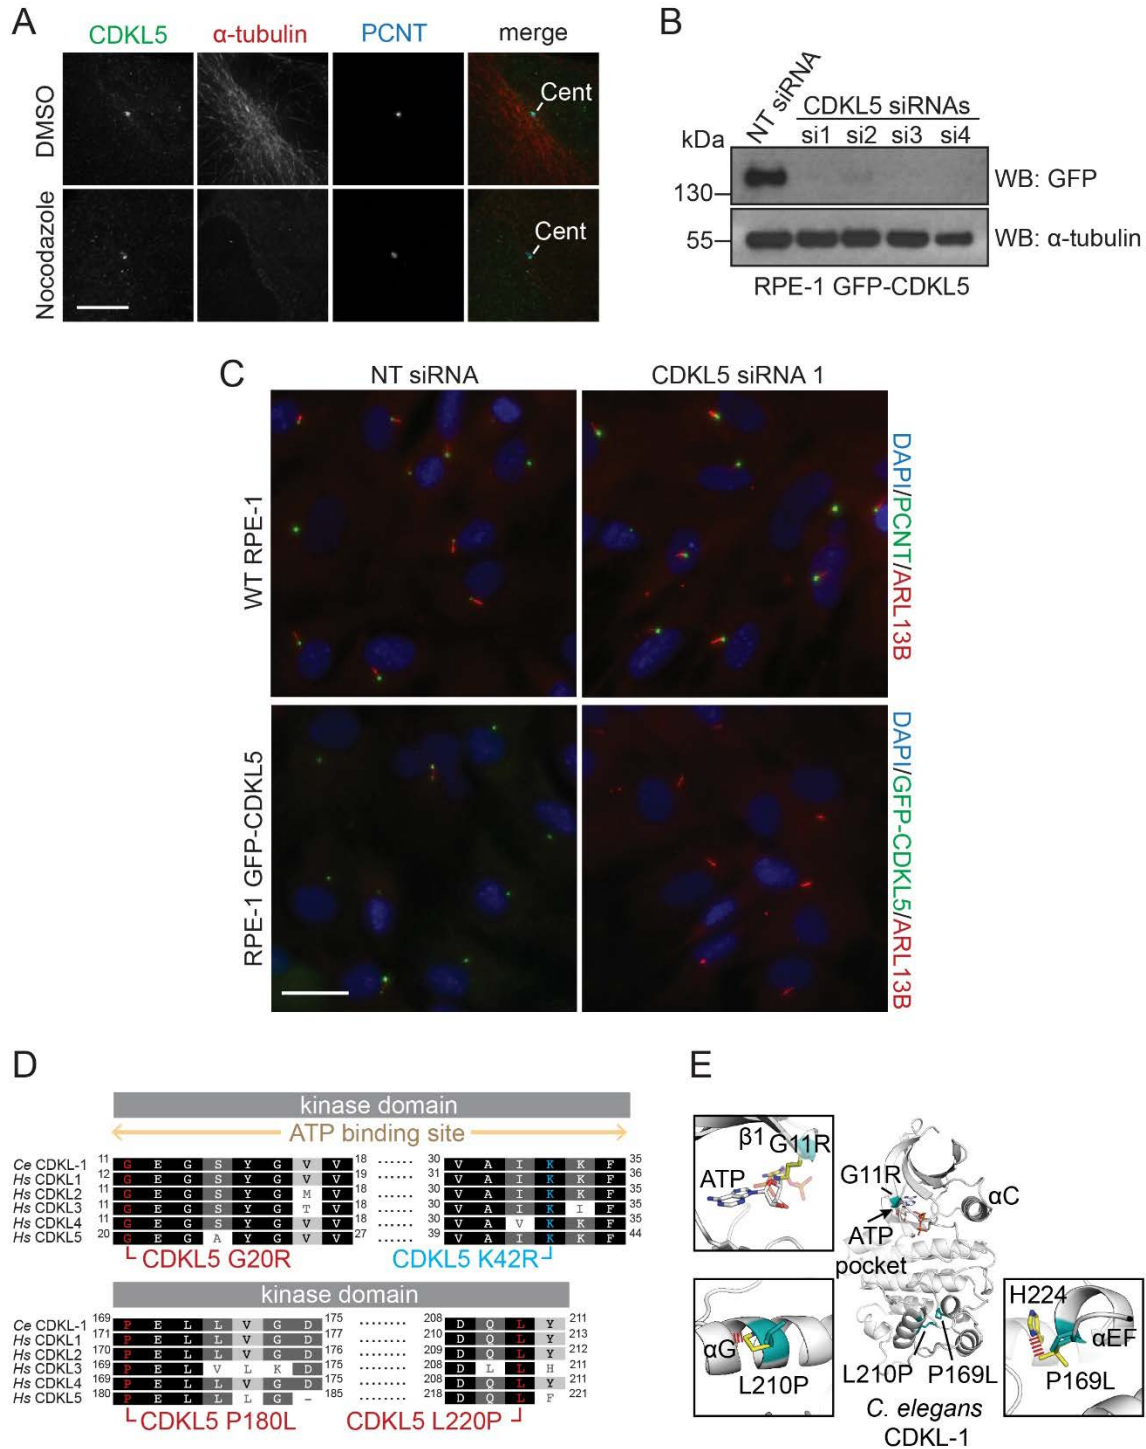 A
CDKL5 α-tubulin PCNT merge
DMSO
Cent
Nocodazole
Cent
B
NT siRNA
CDKL5 siRNAs
kDa si1 si2 si3 si4
130 WB: GFP
55 WB: α-tubulin
RPE-1 GFP-CDKL5
C
NT siRNA CDKL5 siRNA 1
WT RPE-1
DAPI/PCNT/ARL13B
RPE-1 GFP-CDKL5
DAPI/GFP-CDKL5/ARL13B
D
kinase domain
ATP binding site
Ce CDKL-1 11 G E G S Y G V V 18 ...... 30 V A I K K F 35
Hs CDKL1 12 G E G S Y G V V 19 ...... 31 V A I K K F 36
Hs CDKL2 11 G E G S Y G M V 18 ...... 30 V A I K K F 35
Hs CDKL3 11 G E G S Y G T V 18 ...... 30 V A I K I F 35
Hs CDKL4 11 G E G S Y G V V 18 ...... 30 V A V K K F 35
Hs CDKL5 20 G E G A Y G V V 27 ...... 39 V A I K K F 44
CDKL5 G20R CDKL5 K42R
kinase domain
Ce CDKL-1 169 P E L L V G D 175 ........ 208 D Q L Y 211
Hs CDKL1 171 P E L L V G D 177 ........ 210 D Q L Y 213
Hs CDKL2 170 P E L L V G D 176 ........ 209 D Q L Y 212
Hs CDKL3 169 P E L V L K D 175 ........ 208 D L L H 211
Hs CDKL4 169 P E L L V G D 175 ........ 208 D Q L Y 211
Hs CDKL5 180 P E L L L G - 185 ........ 218 D Q L F 221
CDKL5 P180L CDKL5 L220P
E
β1 G11R
ATP
G11R
αC
ATP
pocket
H224
αG
αEF
L210P
L210P P169L
P169L
C. elegans
CDKL-1